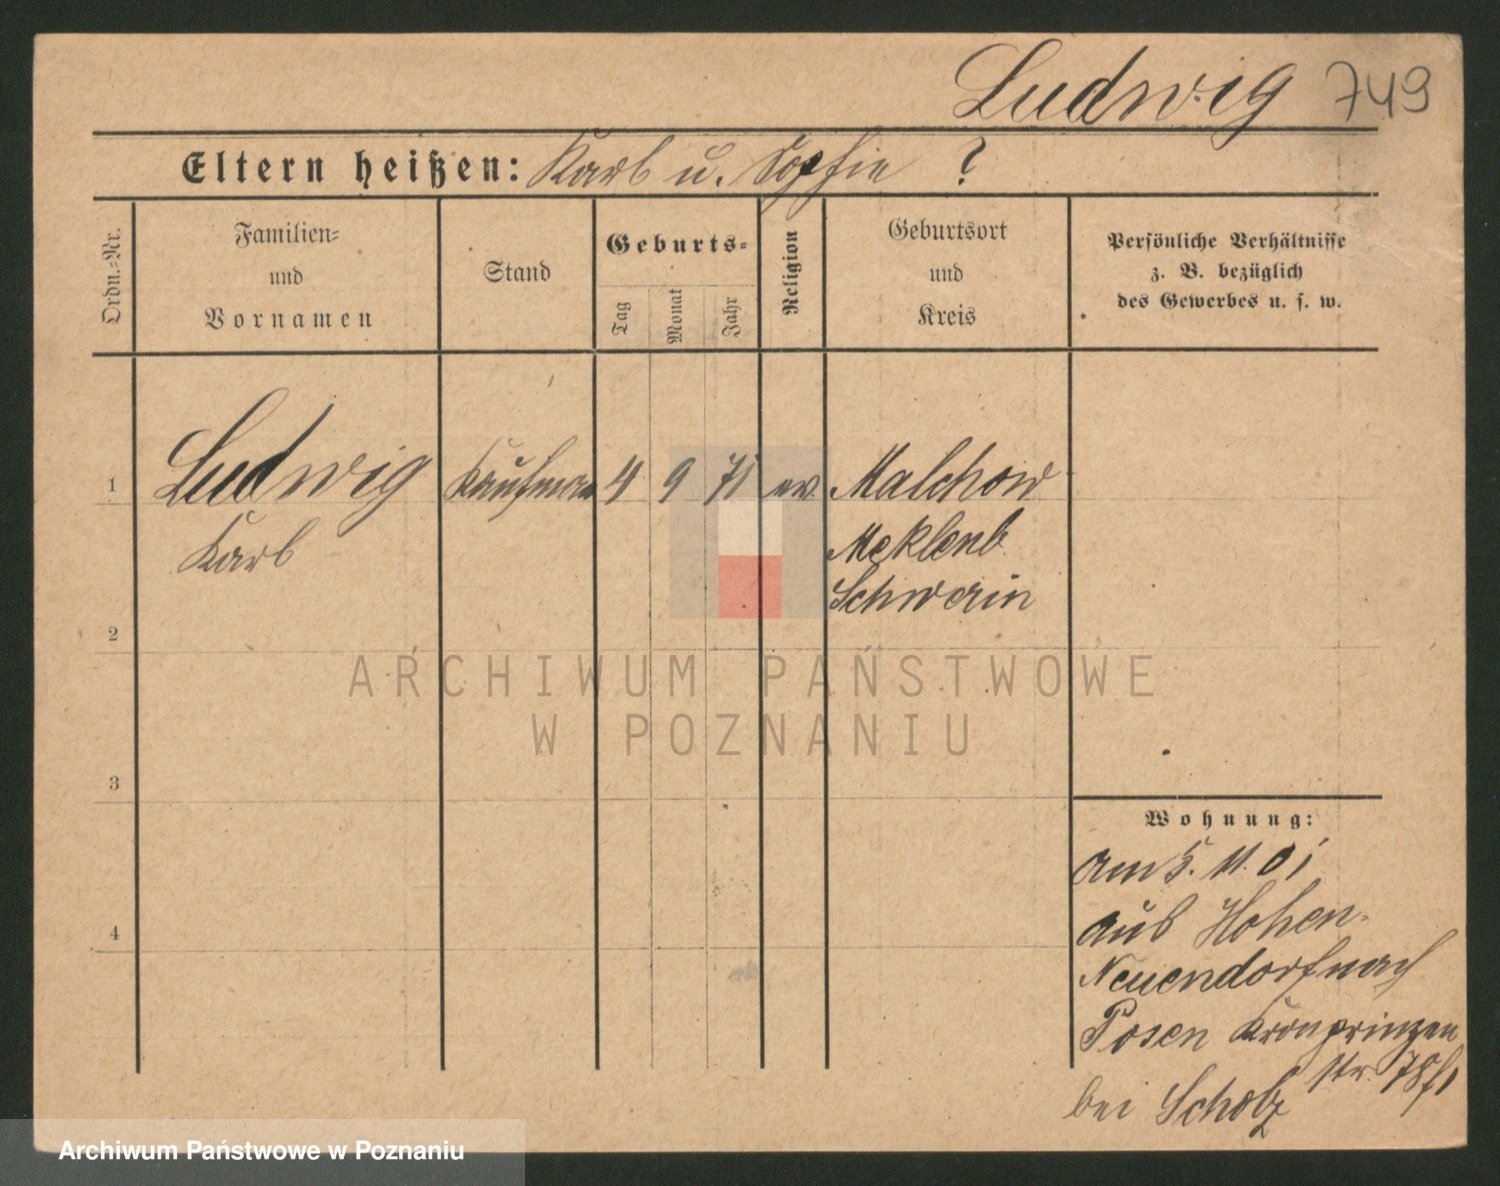 Ludwig 749
Eltern heißen: Karl u. Sophie ?
Ordn.=Nr.
Familien=
und
Vornamen
Stand
Geburts=
Tag
Monat
Jahr
Religion
Geburtsort
und
Kreis
Persönliche Verhältnisse
z. B. bezüglich
des Gewerbes u. s. w.
1 Ludwig Kaufmann 4 9 71 ev. Malchow
Karl Meklenb
Schwerin
2
3
4
Wohnung:
am 5. 11. 01
aus Hohen-
Neuendorf nach
Posen Kronprinzen
str. 78/1
bei Scholz
ARCHIWUM PAŃSTWOWE
W POZNANIU
Archiwum Państwowe w Poznaniu